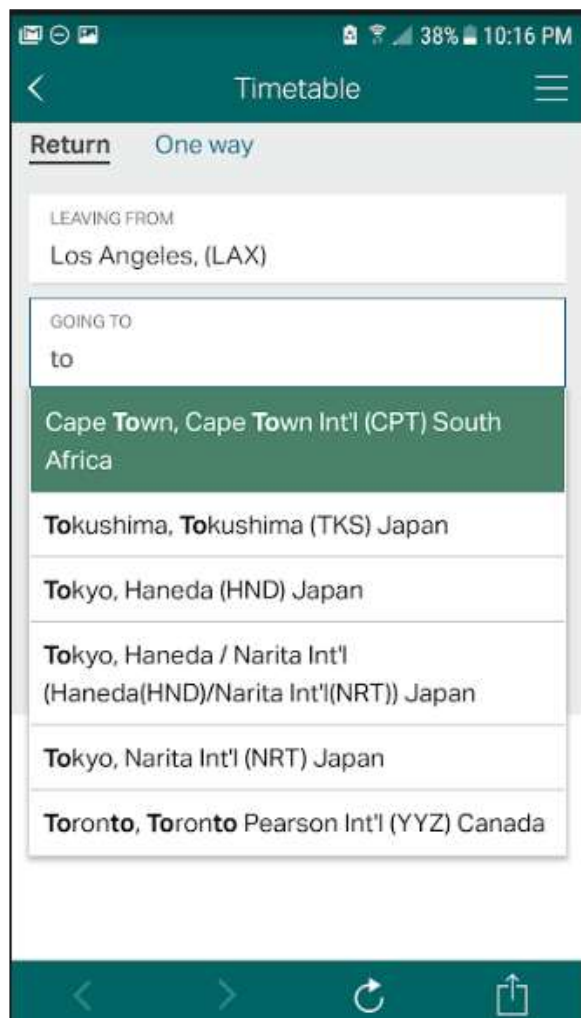 38% 10:16 PM
Timetable
Return One way
LEAVING FROM
Los Angeles, (LAX)
GOING TO
to
Cape Town, Cape Town Int'l (CPT) South
Africa
Tokushima, Tokushima (TKS) Japan
Tokyo, Haneda (HND) Japan
Tokyo, Haneda / Narita Int'l
(Haneda(HND)/Narita Int'l(NRT)) Japan
Tokyo, Narita Int'l (NRT) Japan
Toronto, Toronto Pearson Int'l (YYZ) Canada